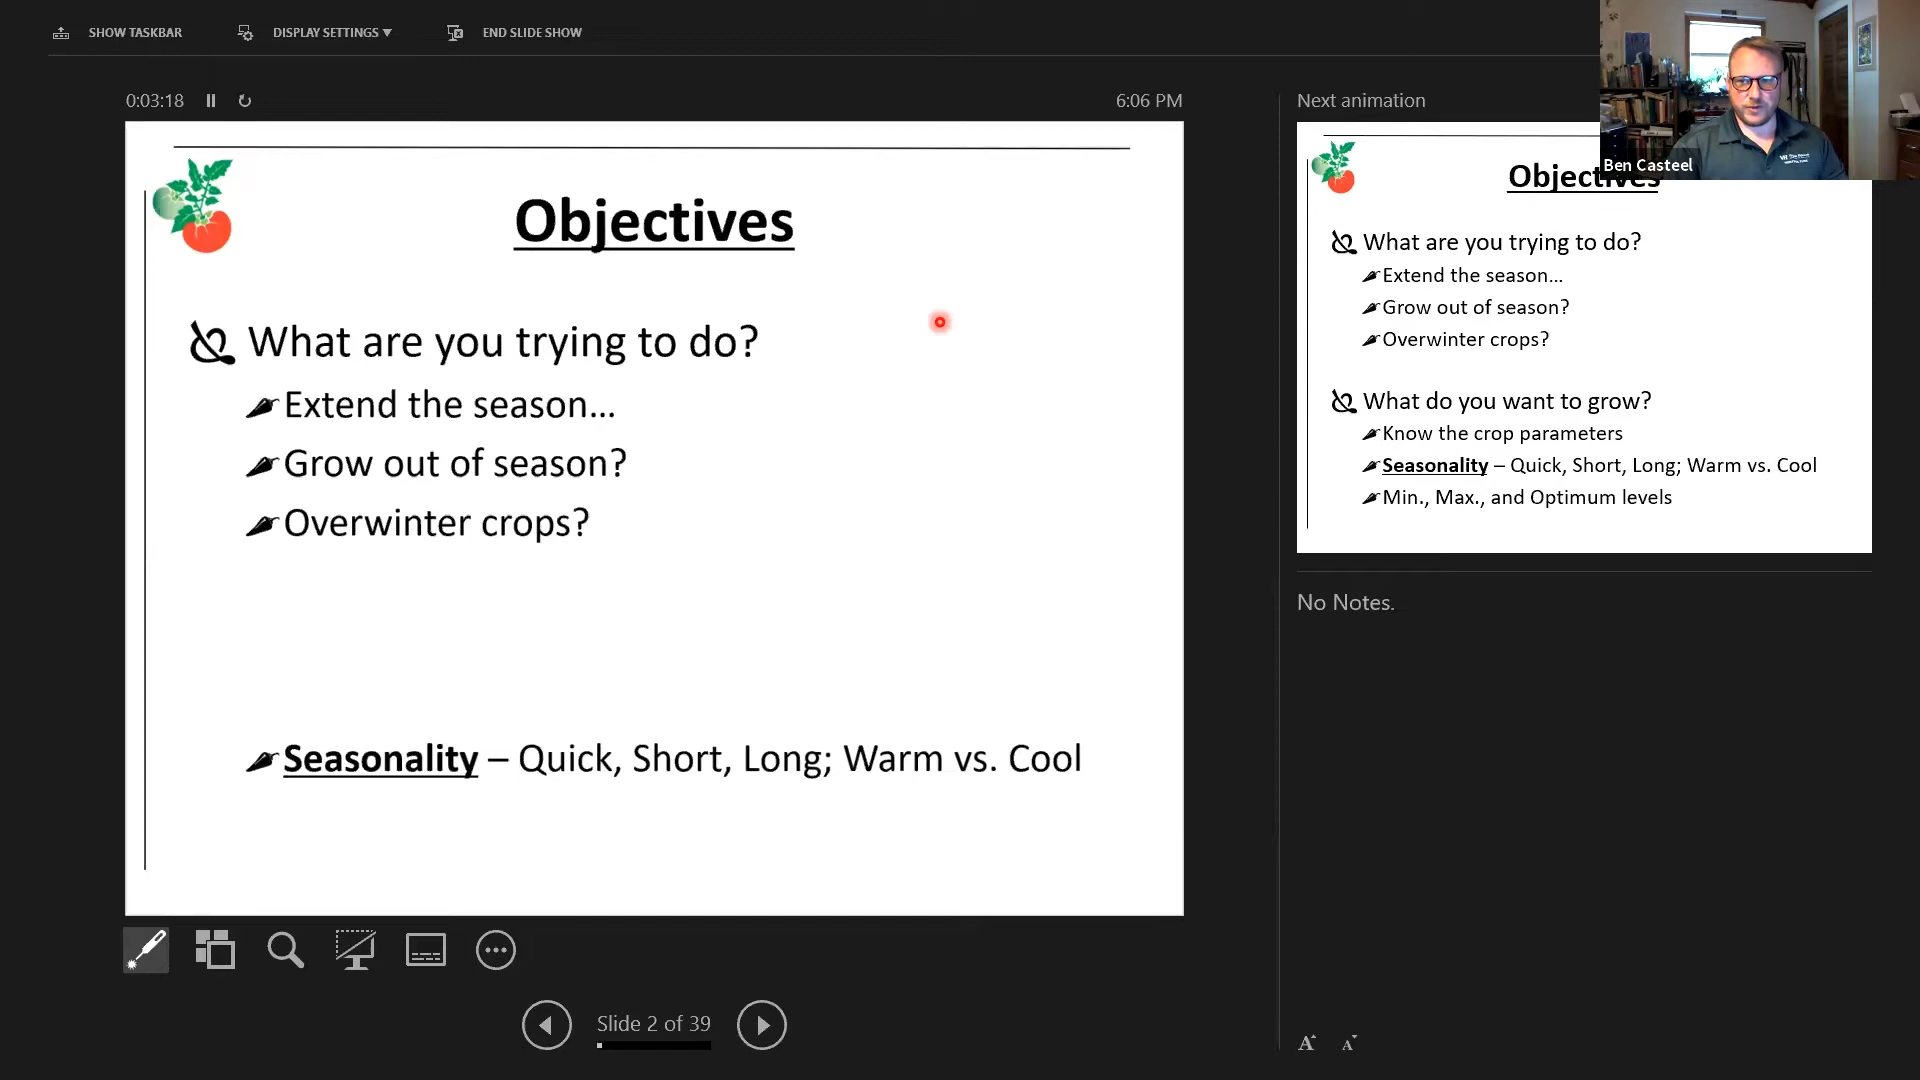 SHOW TASKBAR
DISPLAY SETTINGS
END SLIDE SHOW
0:03:18
6:06 PM
Objectives
What are you trying to do?
Extend the season...
Grow out of season?
Overwinter crops?
Seasonality – Quick, Short, Long; Warm vs. Cool
Slide 2 of 39
Next animation
Ben Casteel
Objectives
What are you trying to do?
Extend the season...
Grow out of season?
Overwinter crops?
What do you want to grow?
Know the crop parameters
Seasonality – Quick, Short, Long; Warm vs. Cool
Min., Max., and Optimum levels
No Notes.
A A